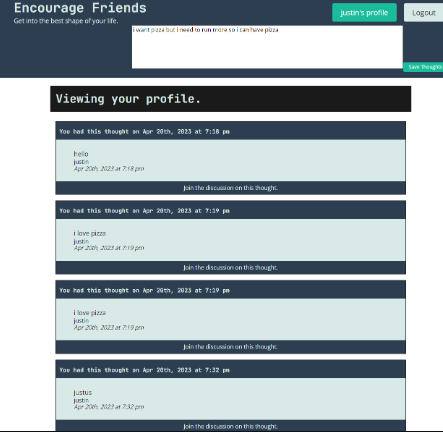 Encourage Friends
Get into the best shape of your life.
Justin's profile
Logout
i want pizza but i need to run more so i can have pizza
Save Thoughts
Viewing your profile.
You had this thought on Apr 20th, 2023 at 7:18 pm
hello
justin
Apr 20th, 2023 at 7:18 pm
Join the discussion on this thought.
You had this thought on Apr 20th, 2023 at 7:19 pm
i love pizza
justin
Apr 20th, 2023 at 7:19 pm
Join the discussion on this thought.
You had this thought on Apr 20th, 2023 at 7:19 pm
i love pizza
justin
Apr 20th, 2023 at 7:19 pm
Join the discussion on this thought.
You had this thought on Apr 20th, 2023 at 7:32 pm
justus
justin
Apr 20th, 2023 at 7:32 pm
Join the discussion on this thought.